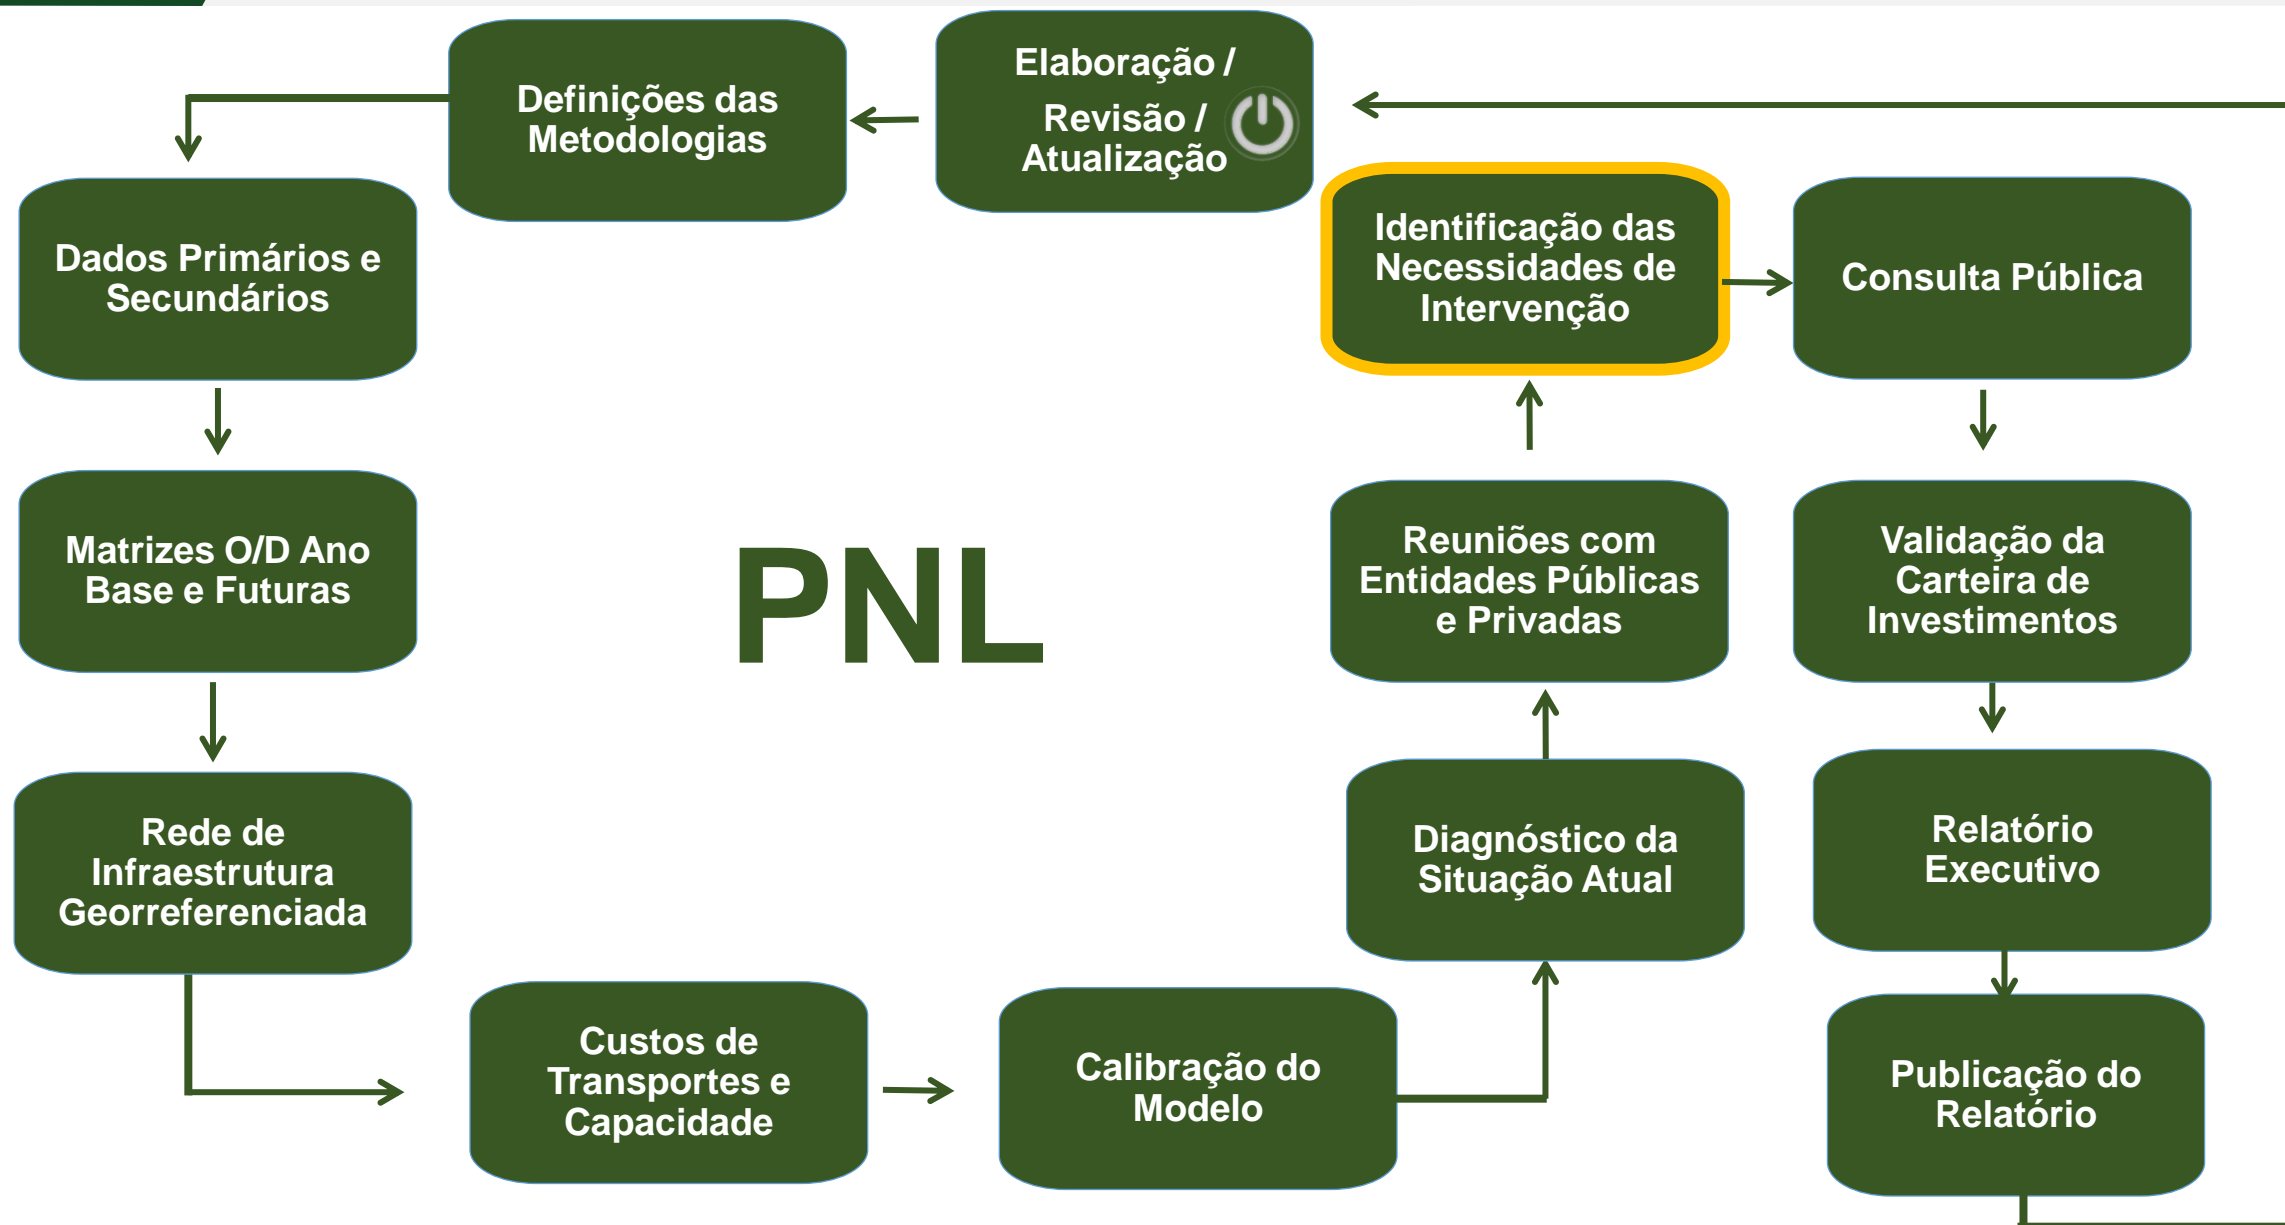 Elaboração /
Revisão /
Atualização
Definições das
Metodologias
Dados Primários e
Secundários
Matrizes O/D Ano
Base e Futuras
Rede de
Infraestrutura
Georreferenciada
Custos de
Transportes e
Capacidade
Calibração do
Modelo
Diagnóstico da
Situação Atual
Reuniões com
Entidades Públicas
e Privadas
Identificação das
Necessidades de
Intervenção
Consulta Pública
Validação da
Carteira de
Investimentos
Relatório
Executivo
Publicação do
Relatório
PNL